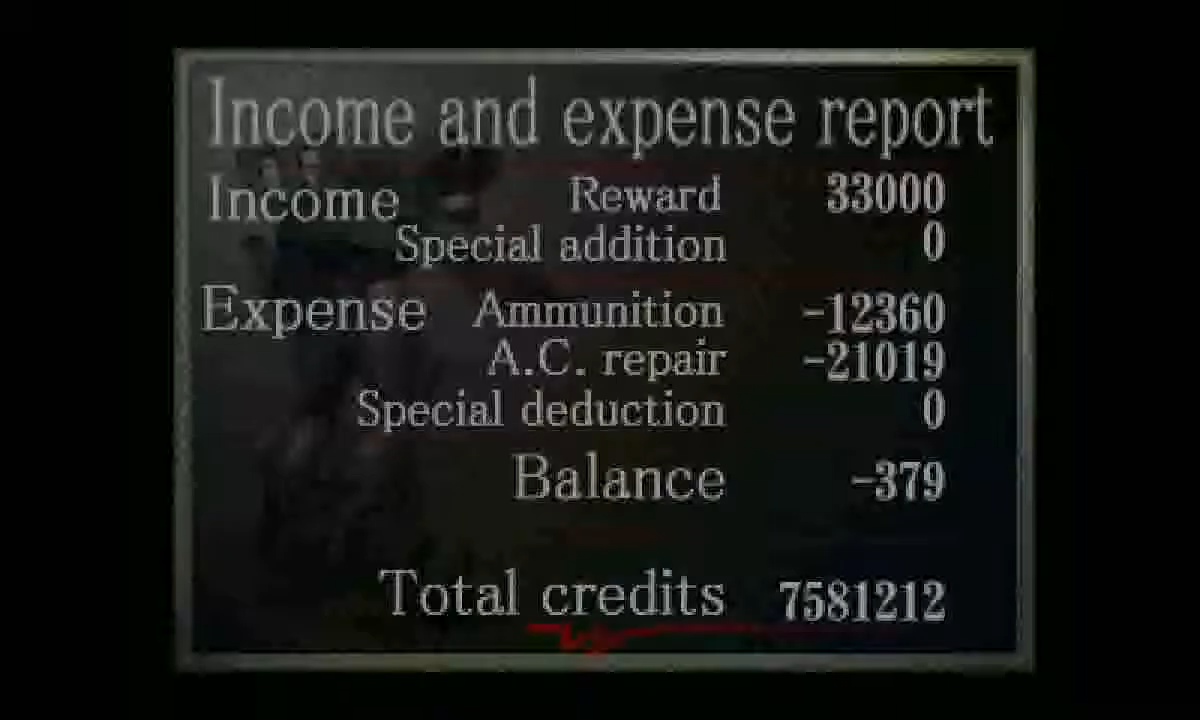 Income and expense report
Income Reward 33000
Special addition 0
Expense Ammunition -12360
A.C. repair -21019
Special deduction 0
Balance -379
Total credits 7581212